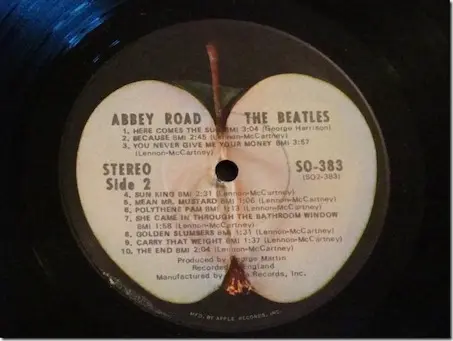 ABBEY ROAD THE BEATLES
1. HERE COMES THE SUN BMI 3:04 (George Harrison)
2. BECAUSE BMI 2:45 (Lennon-McCartney)
3. YOU NEVER GIVE ME YOUR MONEY BMI 3:57
(Lennon-McCartney)
STEREO SO-383
Side 2 (SO2-383)
4. SUN KING BMI 2:31 (Lennon-McCartney)
5. MEAN MR. MUSTARD BMI 1:06 (Lennon-McCartney)
6. POLYTHENE PAM BMI 1:13 (Lennon-McCartney)
7. SHE CAME IN THROUGH THE BATHROOM WINDOW
BMI 1:58 (Lennon-McCartney)
8. GOLDEN SLUMBERS BMI 1:31 (Lennon-McCartney)
9. CARRY THAT WEIGHT BMI 1:37 (Lennon-McCartney)
10. THE END BMI 2:04 (Lennon-McCartney)
Produced by George Martin
Recorded in England
Manufactured by Records, Inc.
MFD. BY APPLE RECORDS, INC.